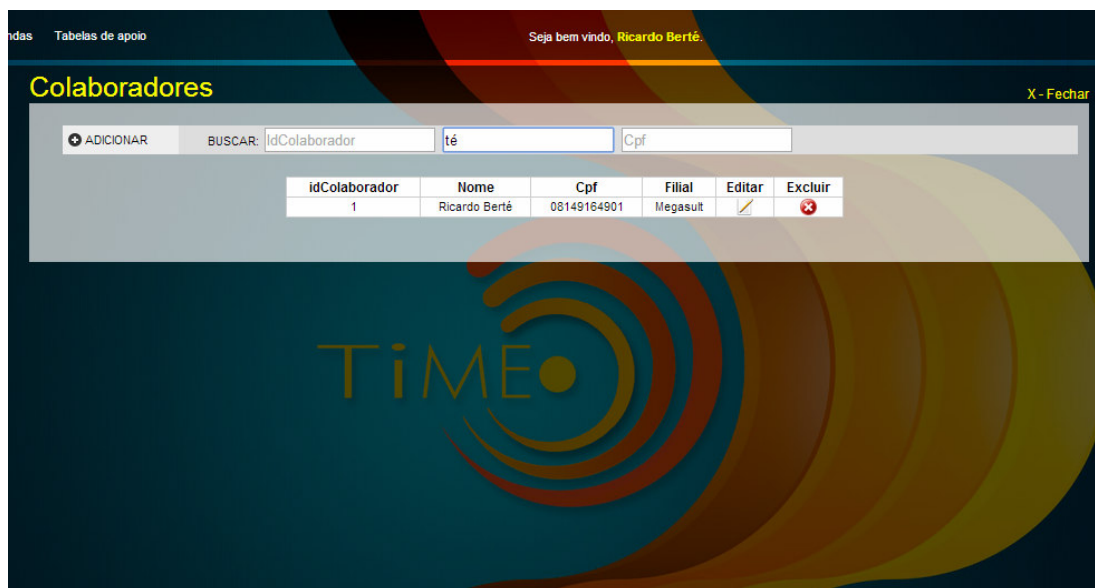 ndas Tabelas de apoio Seja bem vindo, Ricardo Berté.
Colaboradores
X - Fechar
ADICIONAR BUSCAR: IdColaborador té Cpf
idColaborador Nome Cpf Filial Editar Excluir
1 Ricardo Berté 08149164901 Megasult
TiME